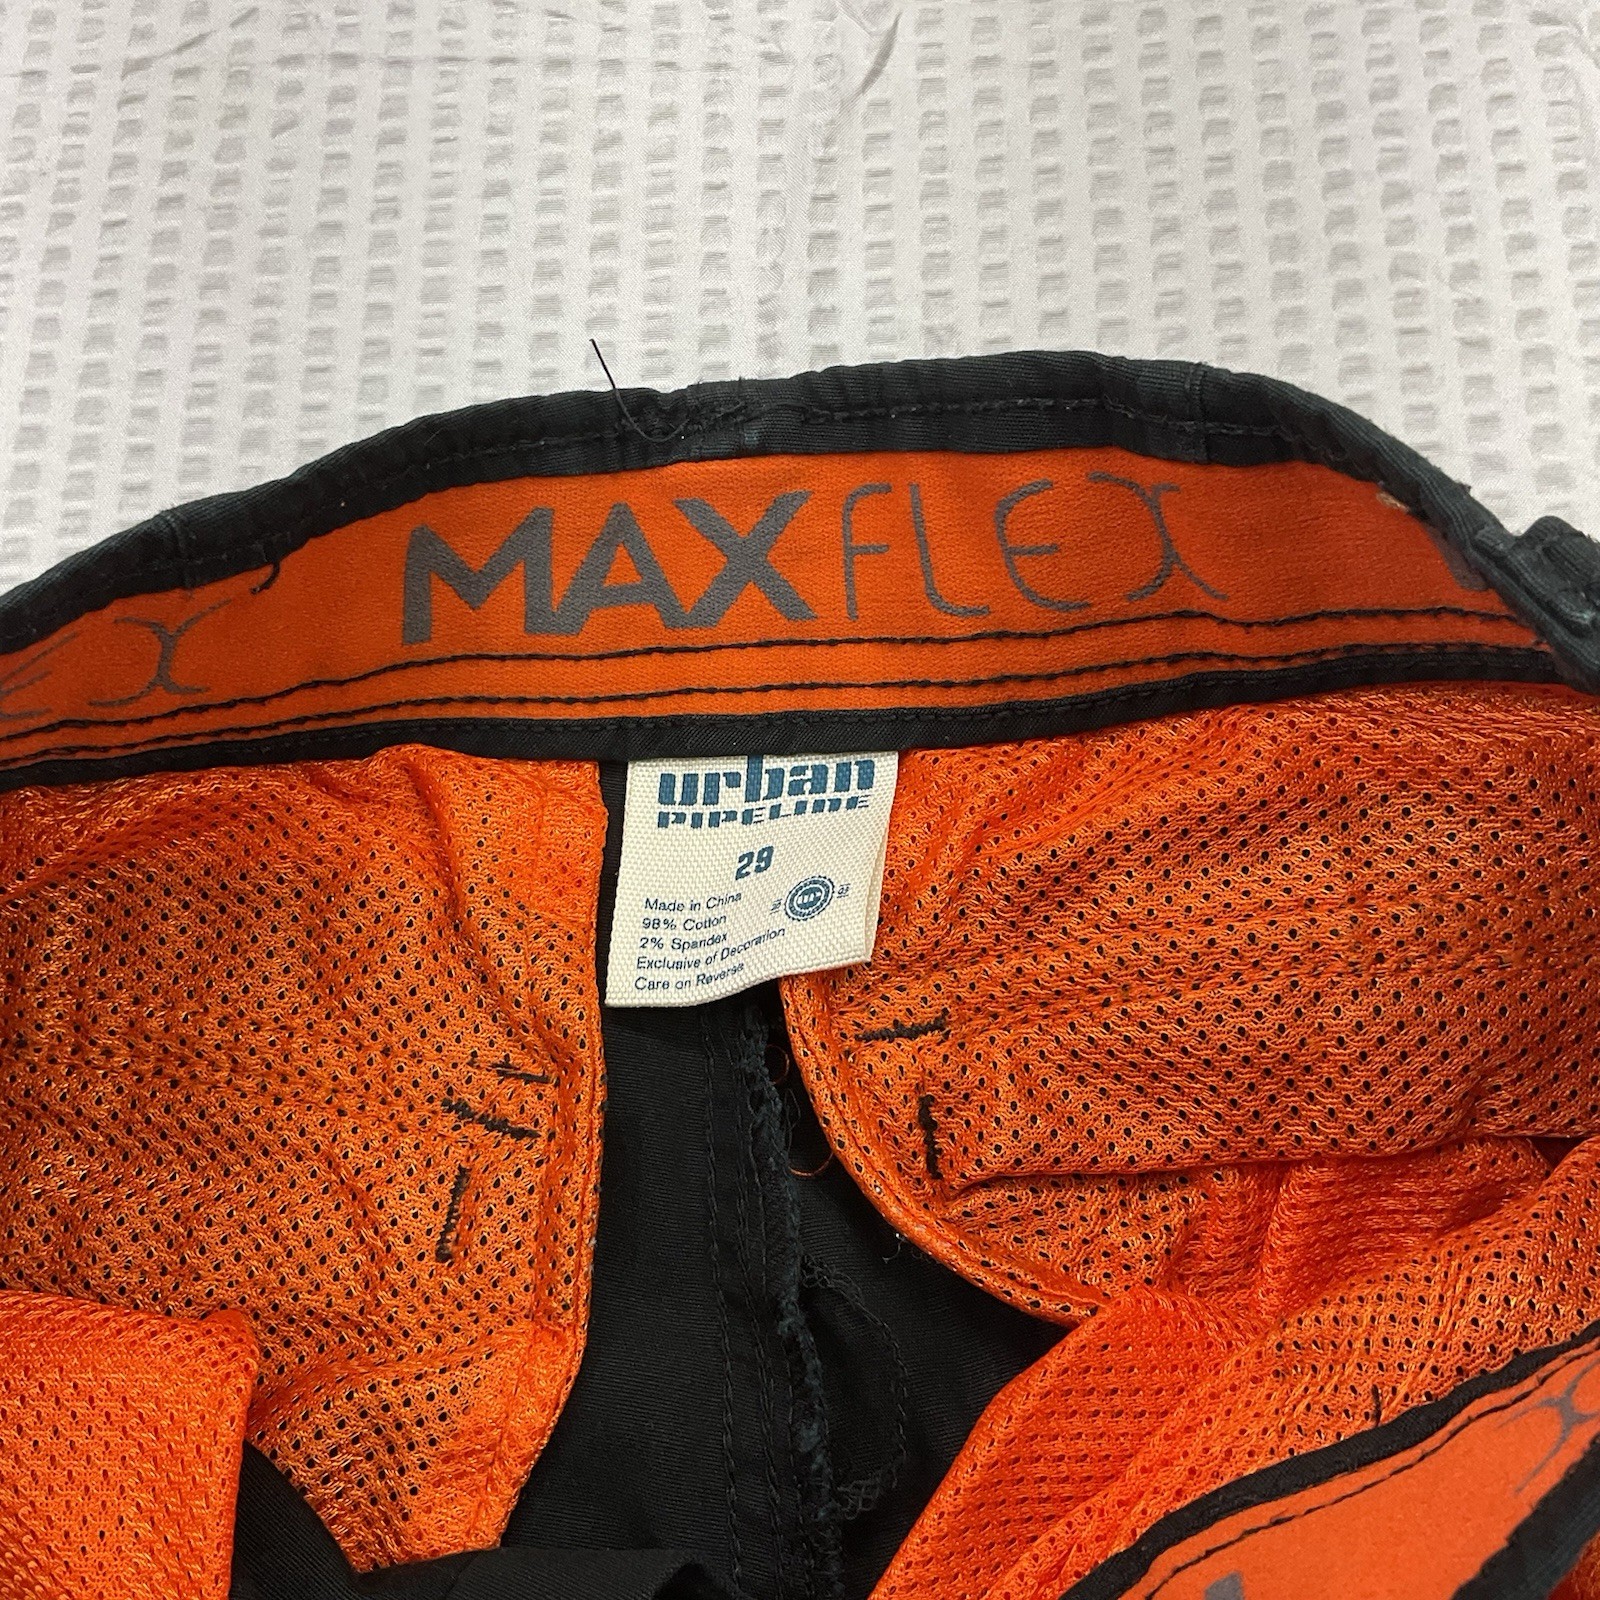 MAXFLEX
urban
PIPELINE
29
Made in China
98% Cotton
2% Spandex
Exclusive of Decoration
Care on Reverse